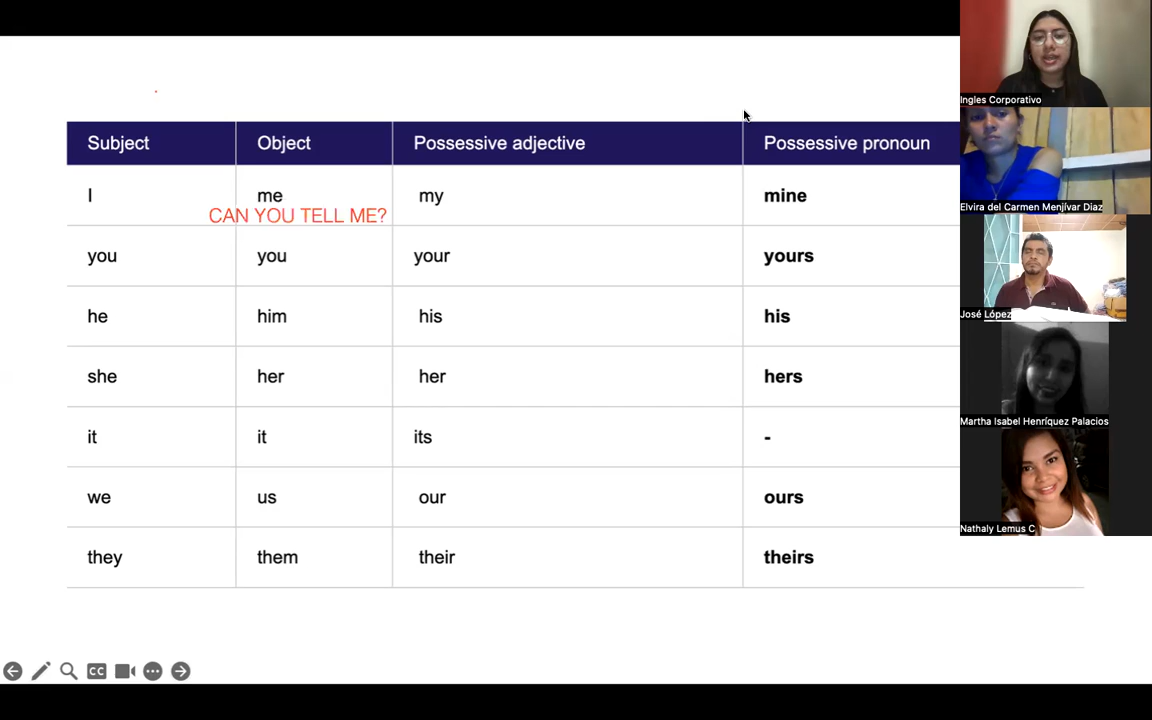 Subject Object Possessive adjective Possessive pronoun
I me my mine
CAN YOU TELL ME?
you you your yours
he him his his
she her her hers
it it its -
we us our ours
they them their theirs
CC
Ingles Corporativo
Elvira del Carmen Menjívar Diaz
José López
Martha Isabel Henríquez Palacios
Nathaly Lemus C